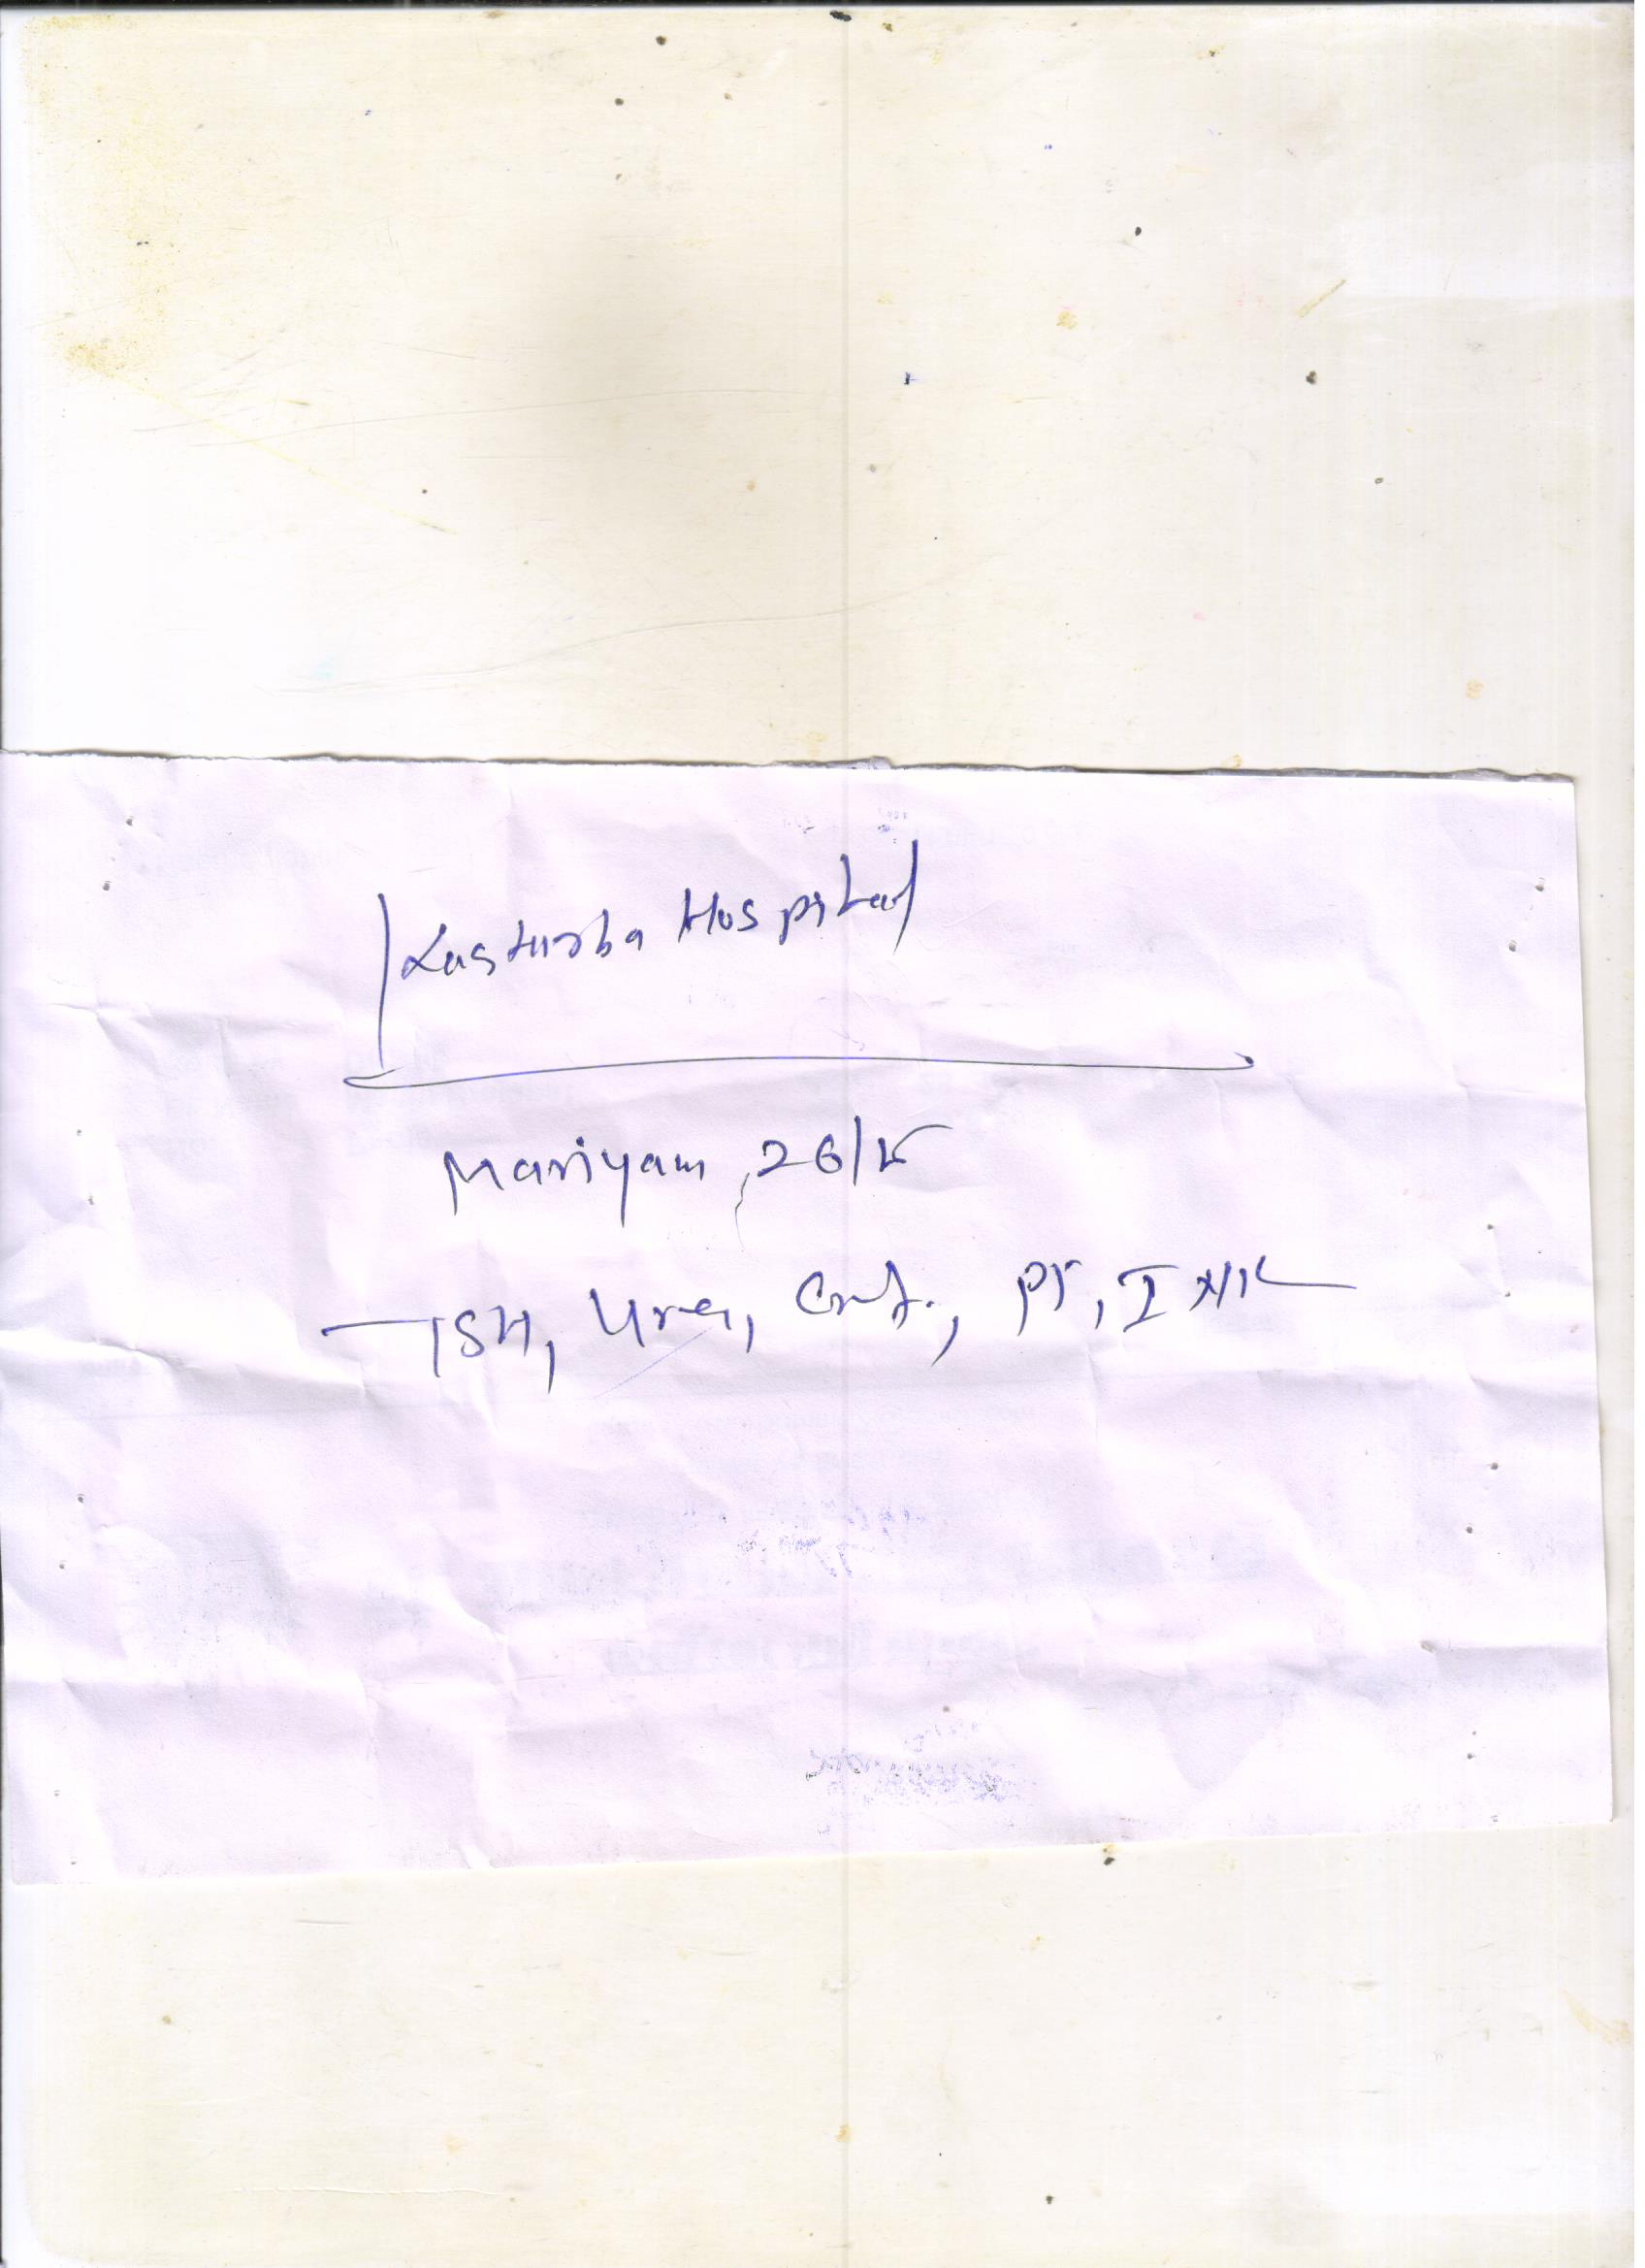 Kasturba Hospital
Mariyam, 26/F
TSH, Urea, Creat., PT, INR